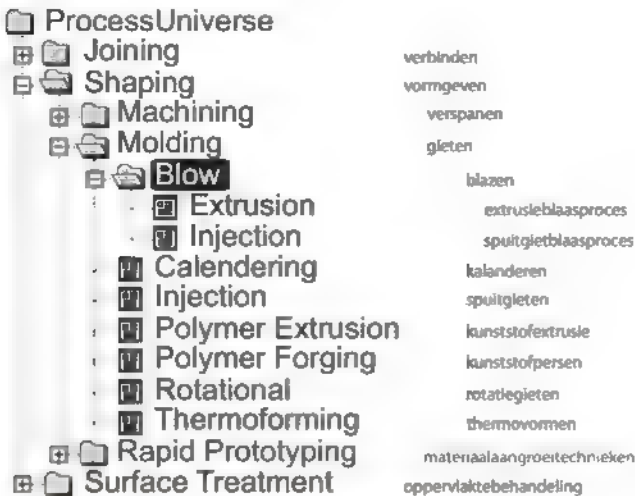 ProcessUniverse
Joining verbinden
Shaping vormgeven
Machining verspanen
Molding gieten
Blow blazen
Extrusion extrusieblaasproces
Injection spuitgietblaasproces
Calendering kalanderen
Injection spuitgieten
Polymer Extrusion kunststofextrusie
Polymer Forging kunststofpersen
Rotational rotatiegieten
Thermoforming thermovormen
Rapid Prototyping materiaalaangroeitechnieken
Surface Treatment oppervlaktebehandeling